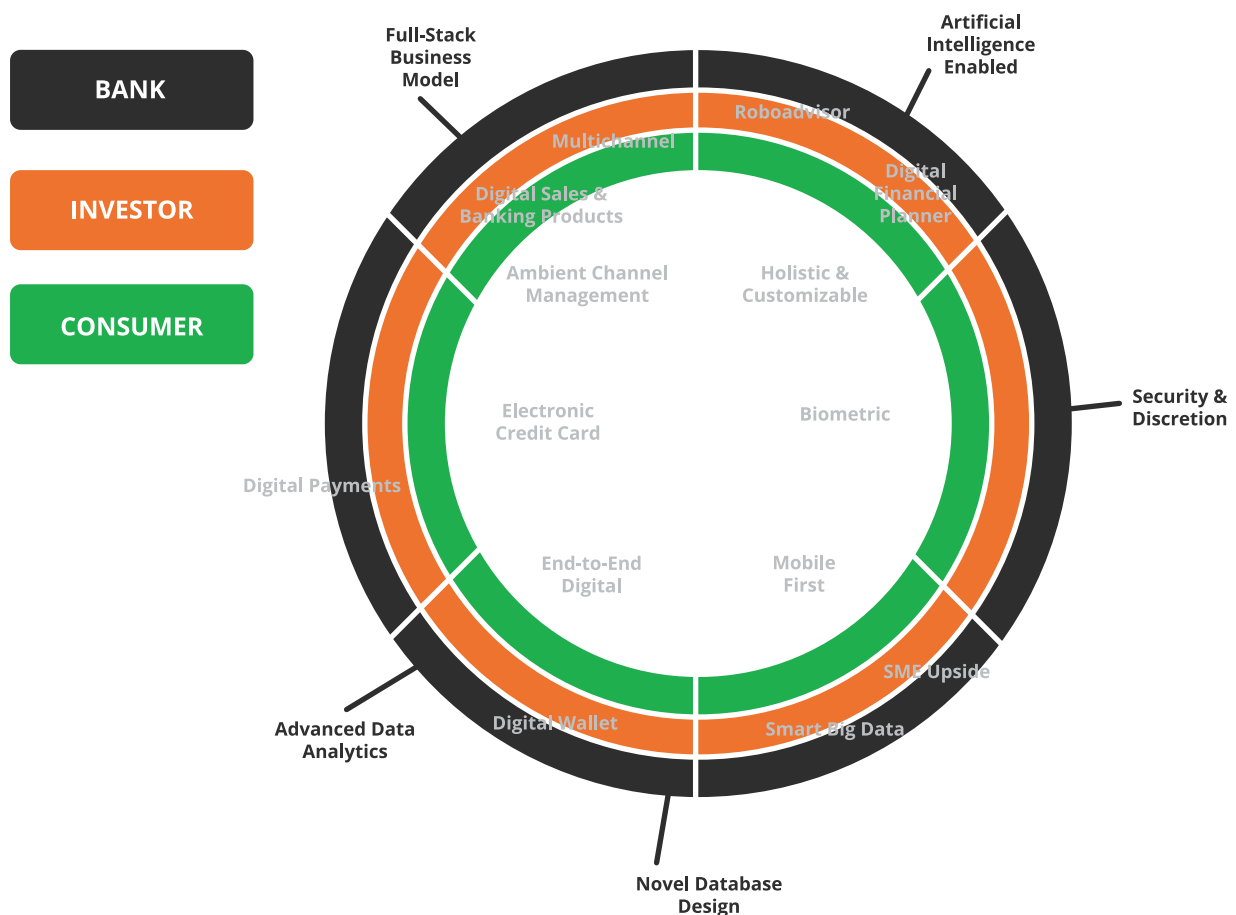 BANK
INVESTOR
CONSUMER
Full-Stack
Business
Model
Artificial
Intelligence
Enabled
Roboadvisor
Multichannel
Digital
Financial
Planner
Digital Sales &
Banking Products
Ambient Channel
Management
Holistic &
Customizable
Security &
Discretion
Electronic
Credit Card
Biometric
Digital Payments
End-to-End
Digital
Mobile
First
SME Upside
Digital Wallet
Smart Big Data
Advanced Data
Analytics
Novel Database
Design